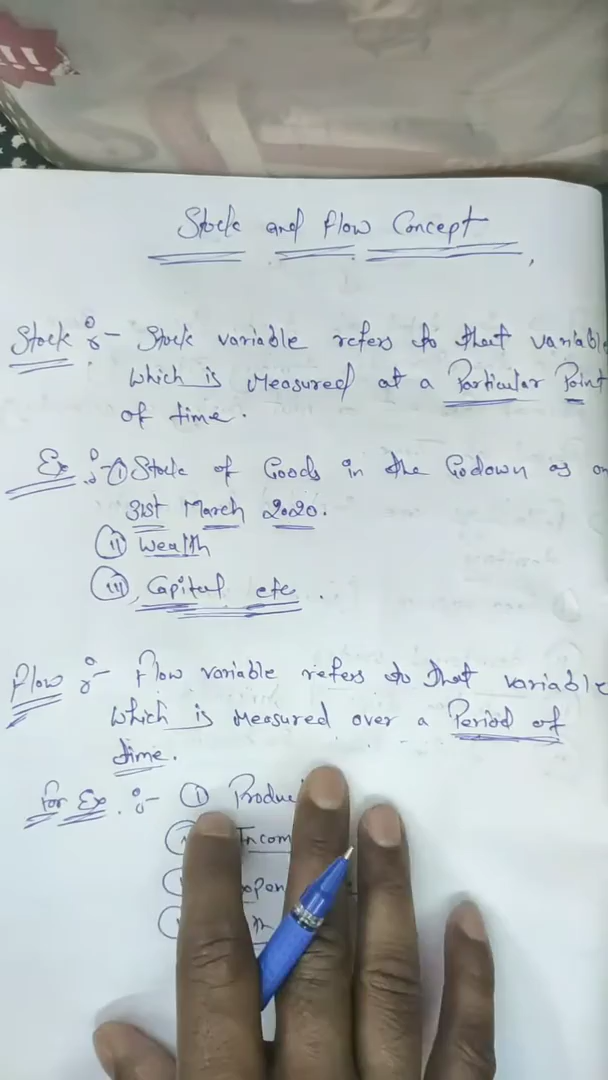 !!!
Stock and Flow Concept
Stock :- Stock variable refers to that variable
which is measured at a Particular Point
of time.
Ex :- (i) Stock of Goods in the Godown as on
31st March 2020.
(ii) Wealth
(iii) Capital etc.
Flow :- Flow variable refers to that variable
which is measured over a Period of
time.
For Ex :- (i)